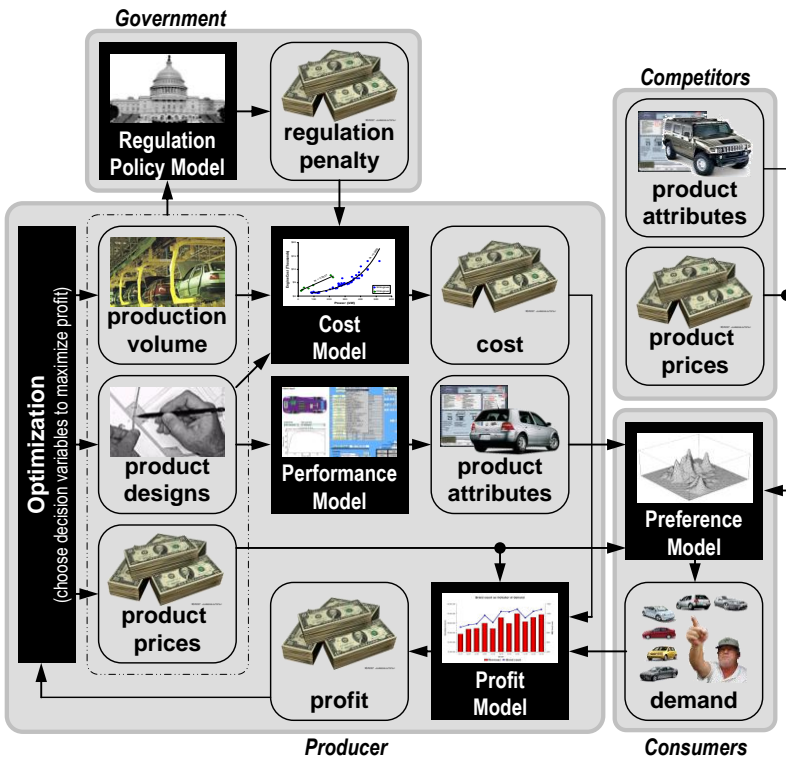 Government
Regulation
Policy Model
regulation
penalty
Competitors
product
attributes
product
prices
Optimization
(choose decision variables to maximize profit)
production
volume
Power (kW)
Cost
Model
cost
product
designs
Performance
Model
product
attributes
Preference
Model
product
prices
profit
Profit
Model
demand
Producer
Consumers